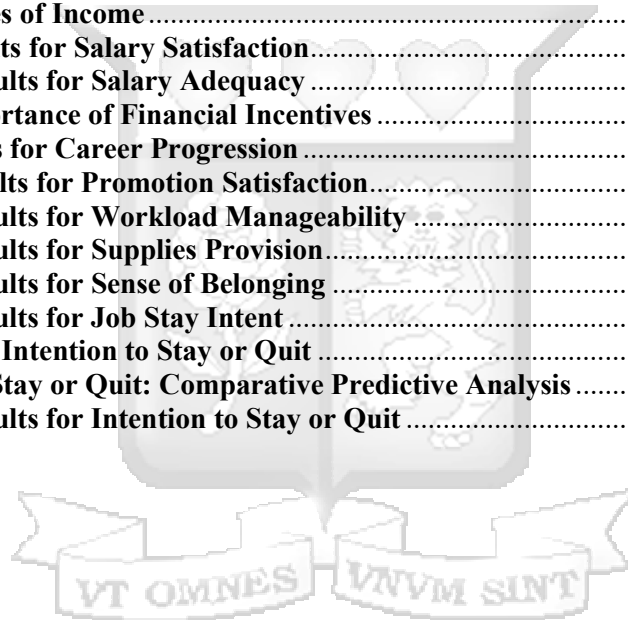 es of Income
ts for Salary Satisfaction
ults for Salary Adequacy
ortance of Financial Incentives
s for Career Progression
lts for Promotion Satisfaction
ults for Workload Manageability
ults for Supplies Provision
ults for Sense of Belonging
ults for Job Stay Intent
Intention to Stay or Quit
Stay or Quit: Comparative Predictive Analysis
ults for Intention to Stay or Quit
VT OMNES VNVM SINT